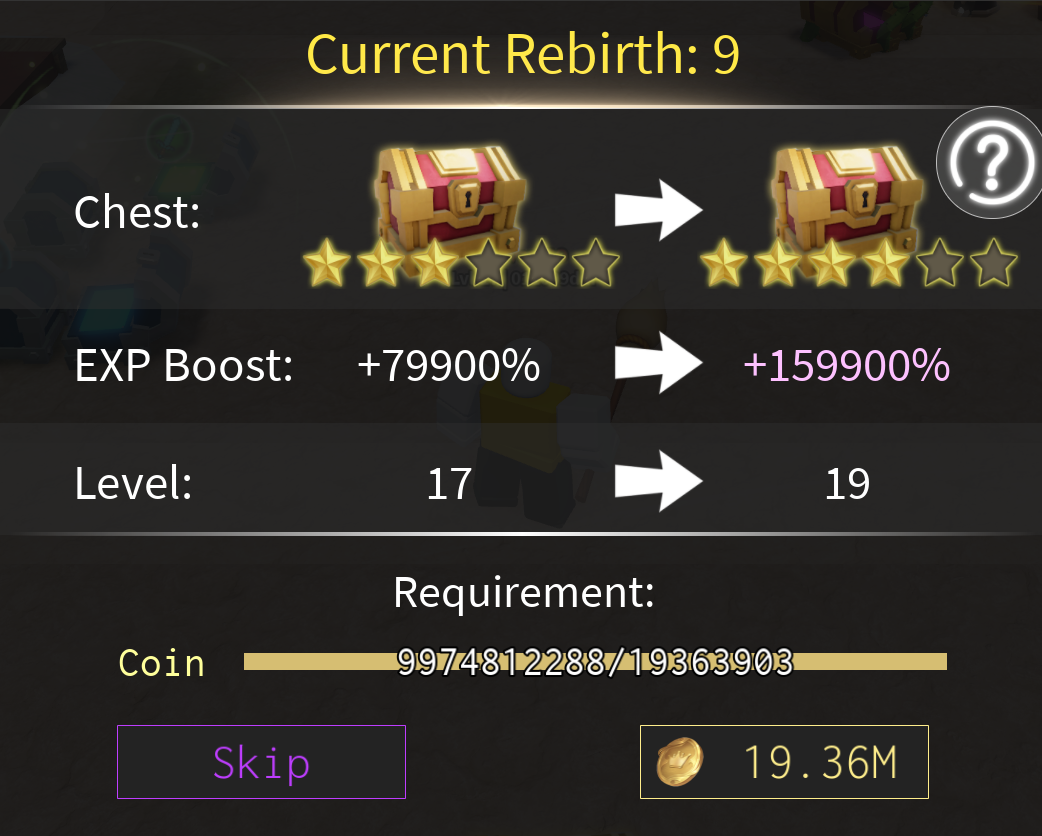 Current Rebirth: 9
Chest:
EXP Boost: +79900% +159900%
Level: 17 19
Requirement:
Coin 9974812288/19363903
Skip 19.36M